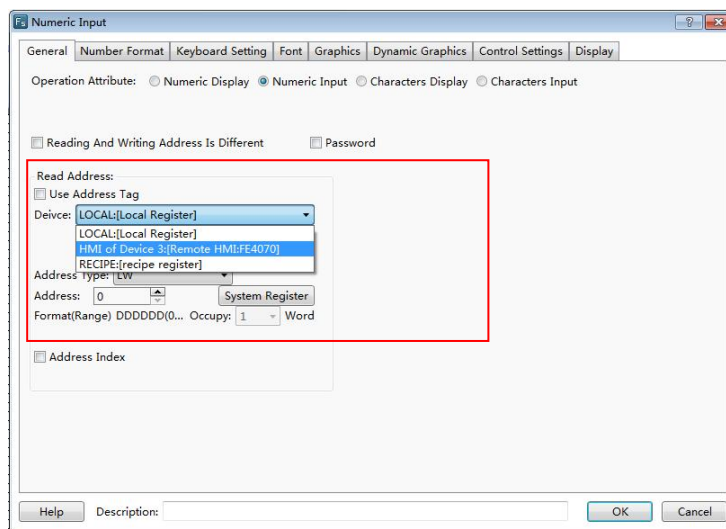 Fs Numeric Input
General Number Format Keyboard Setting Font Graphics Dynamic Graphics Control Settings Display
Operation Attribute: Numeric Display Numeric Input Characters Display Characters Input
Reading And Writing Address Is Different Password
Read Address:
Use Address Tag
Deivce: LOCAL:[Local Register]
LOCAL:[Local Register]
HMI of Device 3:[Remote HMI:FE4070]
RECIPE:[recipe register]
Address Type: LW
Address: 0 System Register
Format(Range) DDDDDD(0... Occupy: 1 Word
Address Index
Help Description: OK Cancel